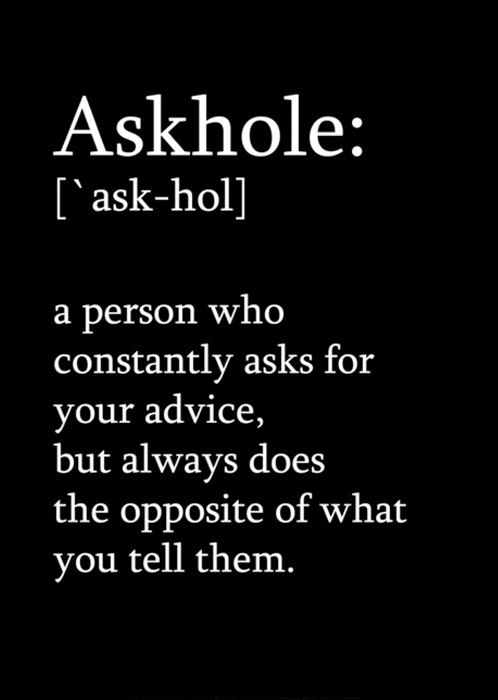 Askhole:
[`ask-hol]
a person who
constantly asks for
your advice,
but always does
the opposite of what
you tell them.